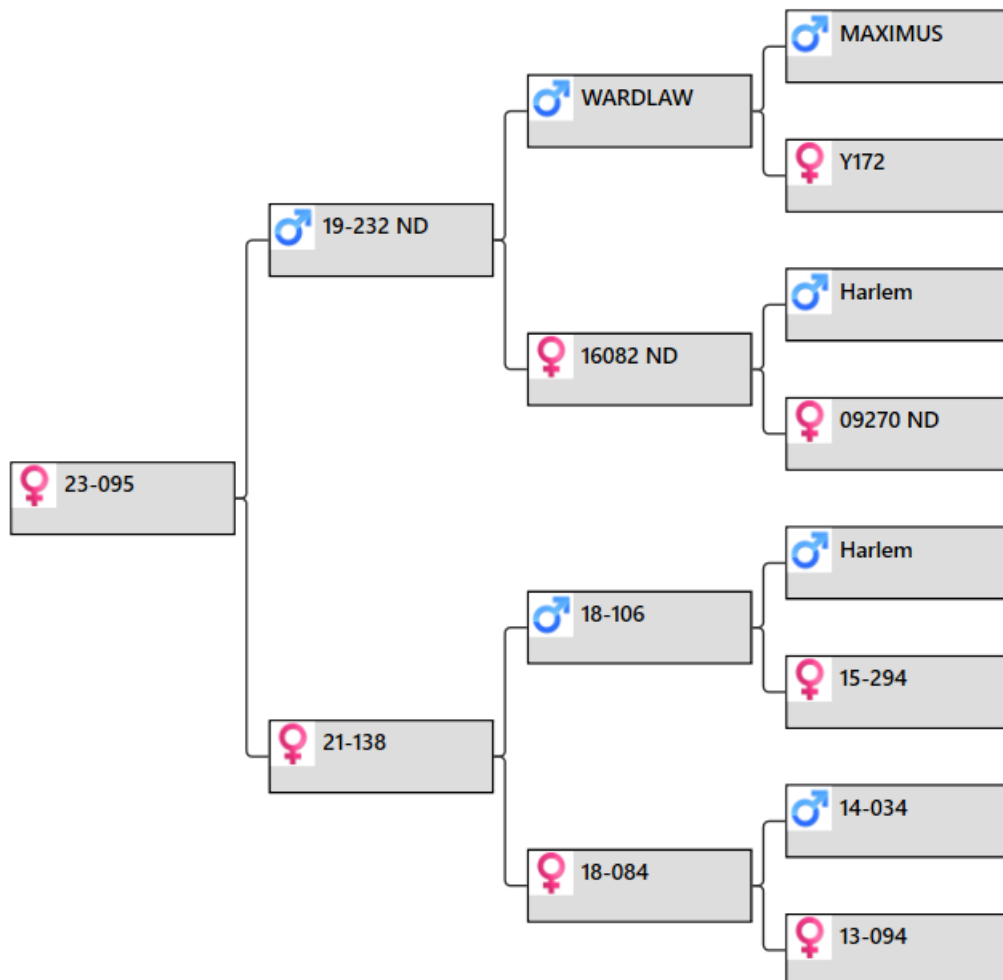 MAXIMUS
WARDLAW
Y172
19-232 ND
Harlem
16082 ND
09270 ND
23-095
Harlem
18-106
15-294
21-138
14-034
18-084
13-094